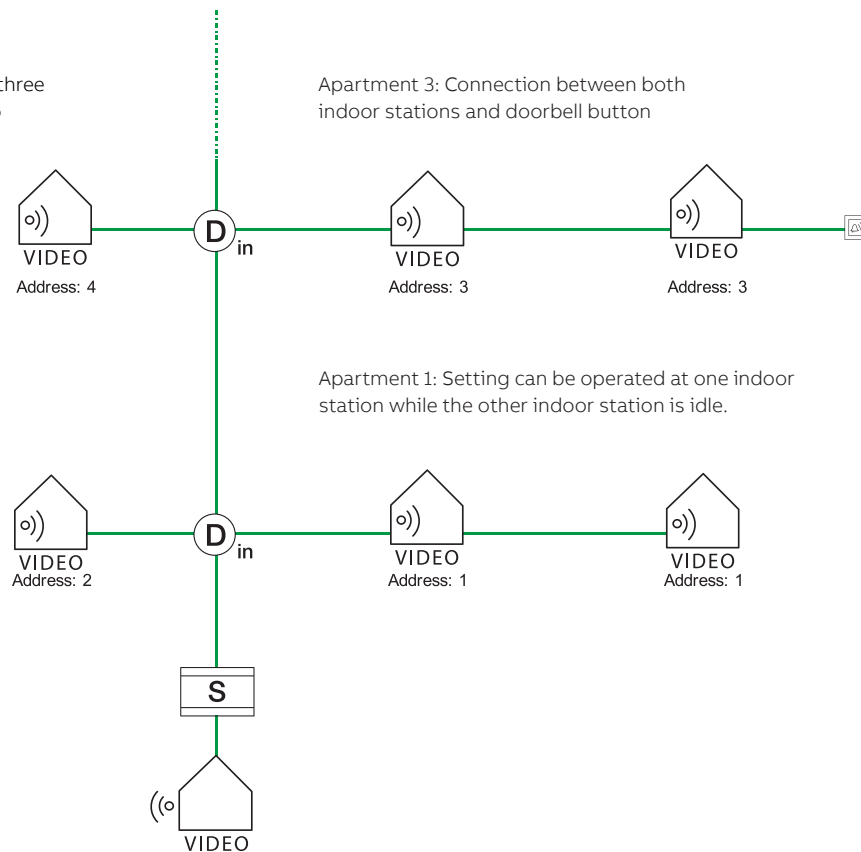 three
Apartment 3: Connection between both
indoor stations and doorbell button
D
in
VIDEO
VIDEO
VIDEO
Address: 4
Address: 3
Address: 3
Apartment 1: Setting can be operated at one indoor
station while the other indoor station is idle.
D
in
VIDEO
VIDEO
VIDEO
Address: 2
Address: 1
Address: 1
S
VIDEO